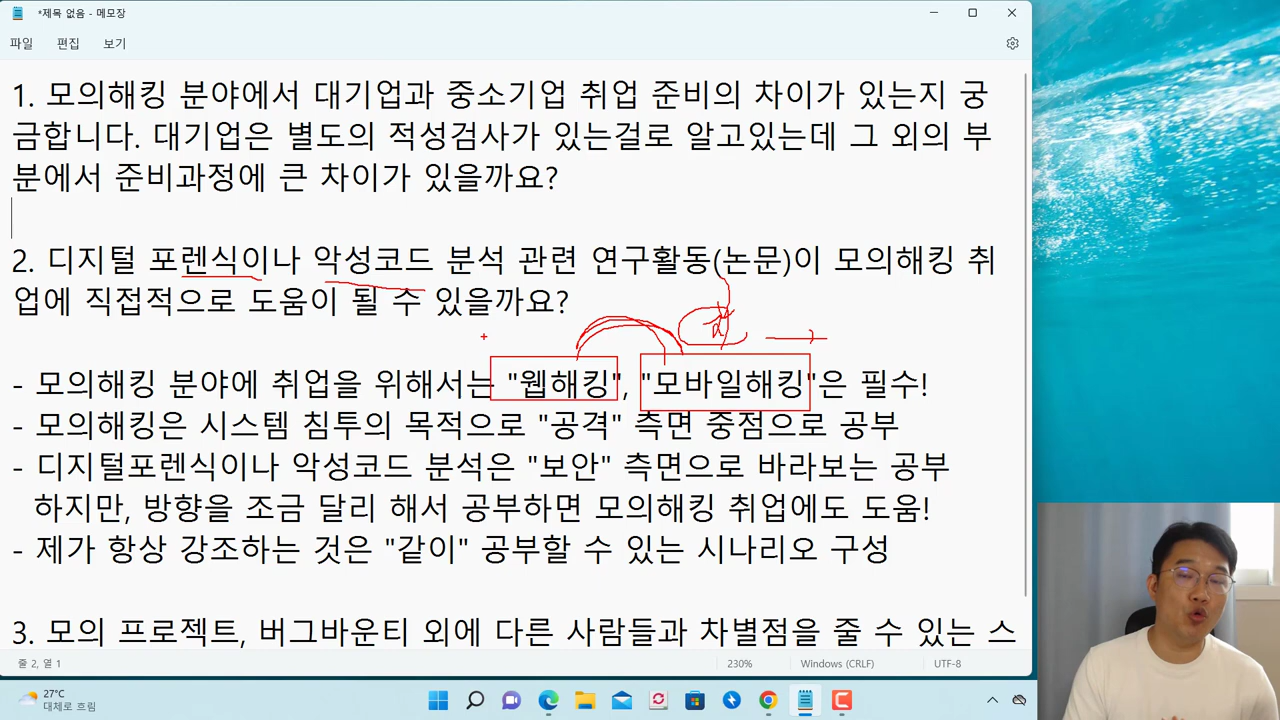 *제목 없음 - 메모장
파일 편집 보기
1. 모의해킹 분야에서 대기업과 중소기업 취업 준비의 차이가 있는지 궁
금합니다. 대기업은 별도의 적성검사가 있는걸로 알고있는데 그 외의 부
분에서 준비과정에 큰 차이가 있을까요?
2. 디지털 포렌식이나 악성코드 분석 관련 연구활동(논문)이 모의해킹 취
업에 직접적으로 도움이 될 수 있을까요?
- 모의해킹 분야에 취업을 위해서는 "웹해킹", "모바일해킹"은 필수!
- 모의해킹은 시스템 침투의 목적으로 "공격" 측면 중점으로 공부
- 디지털포렌식이나 악성코드 분석은 "보안" 측면으로 바라보는 공부
하지만, 방향을 조금 달리 해서 공부하면 모의해킹 취업에도 도움!
- 제가 항상 강조하는 것은 "같이" 공부할 수 있는 시나리오 구성
3. 모의 프로젝트, 버그바운티 외에 다른 사람들과 차별점을 줄 수 있는 스
줄 2, 열 1 230% Windows (CRLF) UTF-8
27°C
대체로 흐림